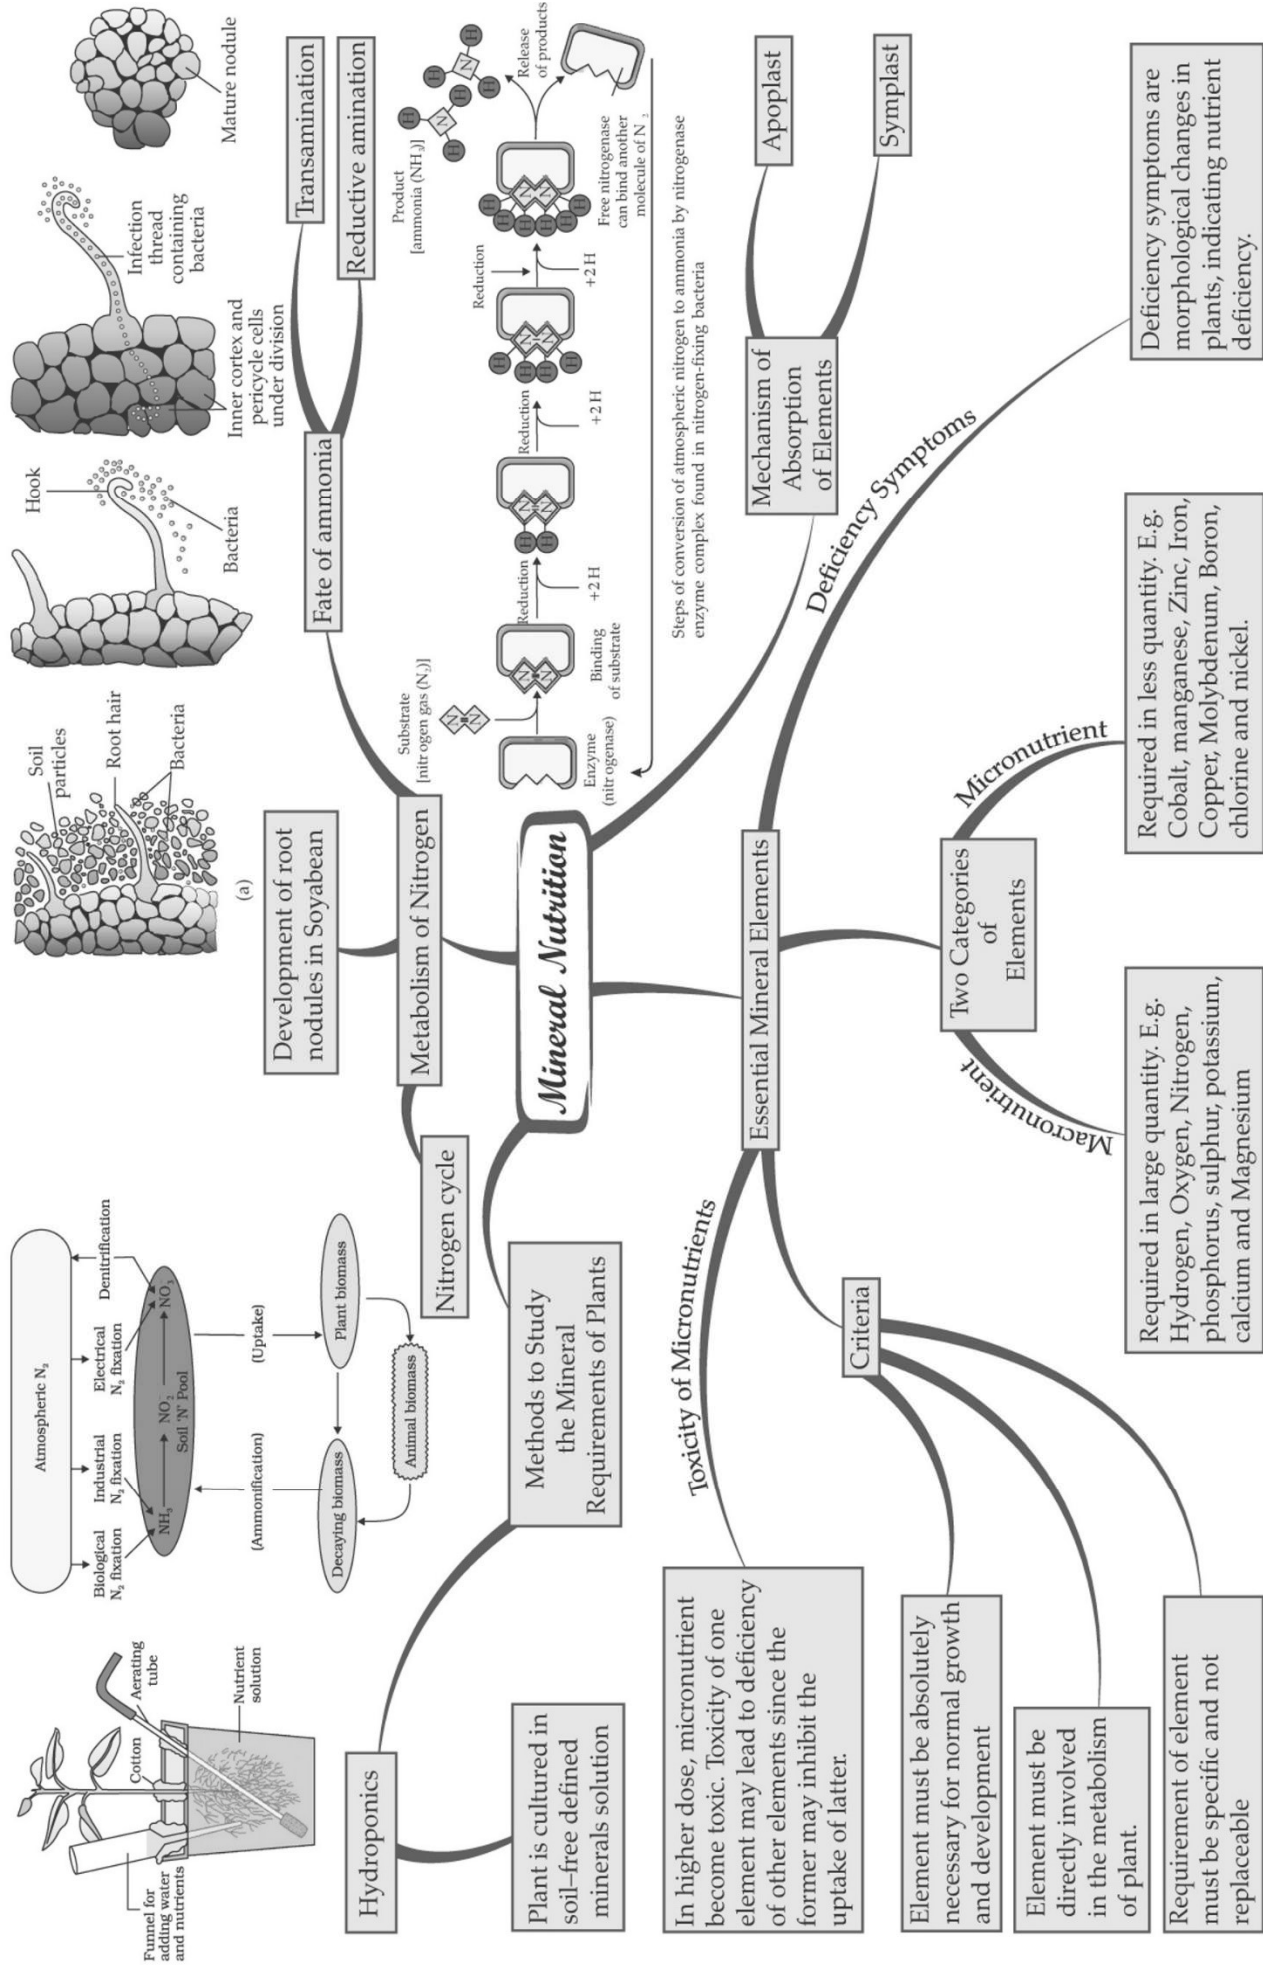 Funnel for
adding water
and nutrients
Cotton
Aerating
tube
Nutrient
solution
Atmospheric N₂
Biological
N₂ fixation
Industrial
N₂ fixation
Electrical
N₂ fixation
Denitrification
NH₃
NO₂
NO₃
Soil 'N' Pool
(Ammonification)
(Uptake)
Decaying biomass
Plant biomass
Animal biomass
Soil
particles
Root hair
Bacteria
(a)
Hook
Bacteria
Infection
thread
containing
bacteria
Inner cortex and
pericycle cells
under division
Mature nodule
Hydroponics
Plant is cultured in
soil–free defined
minerals solution
Methods to Study
the Mineral
Requirements of Plants
Nitrogen cycle
Development of root
nodules in Soyabean
Metabolism of Nitrogen
Fate of ammonia
Transamination
Reductive amination
Substrate
[nitrogen gas (N₂)]
N
N
Enzyme
(nitrogenase)
N
N
Binding
of substrate
Reduction
+2H
H
H
N
N
Reduction
+2H
H
H
H
H
N
N
Reduction
+2H
H
H
H
H
H
H
N
N
Product
[ammonia (NH₃)]
H
H
H
N
H
H
H
N
Release
of products
Free nitrogenase
can bind another
molecule of N₂
Steps of conversion of atmospheric nitrogen to ammonia by nitrogenase
enzyme complex found in nitrogen-fixing bacteria
Mineral Nutrition
Mechanism of
Absorption
of Elements
Apoplast
Symplast
Essential Mineral Elements
Toxicity of Micronutrients
In higher dose, micronutrient
become toxic. Toxicity of one
element may lead to deficiency
of other elements since the
former may inhibit the
uptake of latter.
Criteria
Element must be absolutely
necessary for normal growth
and development
Element must be
directly involved
in the metabolism
of plant.
Requirement of element
must be specific and not
replaceable
Two Categories
of
Elements
Macronutrient
Required in large quantity. E.g.
Hydrogen, Oxygen, Nitrogen,
phosphorus, sulphur, potassium,
calcium and Magnesium
Micronutrient
Required in less quantity. E.g.
Cobalt, manganese, Zinc, Iron,
Copper, Molybdenum, Boron,
chlorine and nickel.
Deficiency Symptoms
Deficiency symptoms are
morphological changes in
plants, indicating nutrient
deficiency.